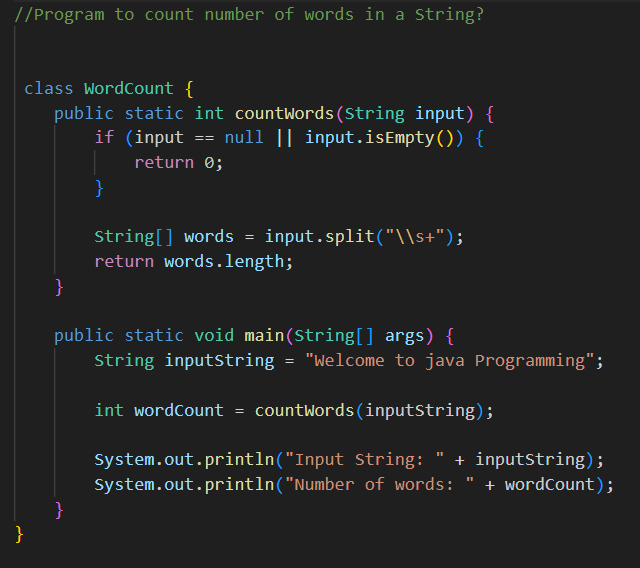 //Program to count number of words in a String?
class WordCount {
public static int countWords(String input) {
if (input == null || input.isEmpty()) {
return 0;
}
String[] words = input.split("\\s+");
return words.length;
}
public static void main(String[] args) {
String inputString = "Welcome to java Programming";
int wordCount = countWords(inputString);
System.out.println("Input String: " + inputString);
System.out.println("Number of words: " + wordCount);
}
}